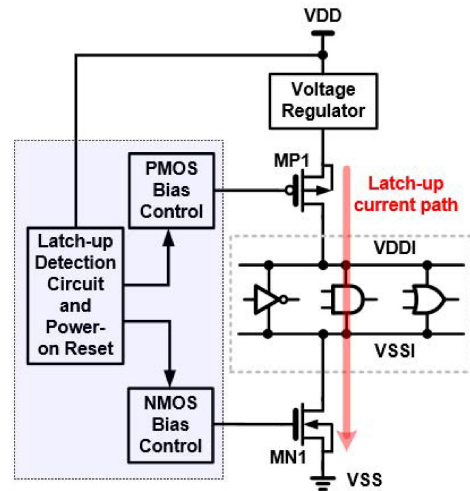 VDD
Voltage
Regulator
MP1
PMOS
Bias
Control
Latch-up
current path
Latch-up
Detection
Circuit
and
Power-
on Reset
VDDI
VSSI
NMOS
Bias
Control
MN1
VSS